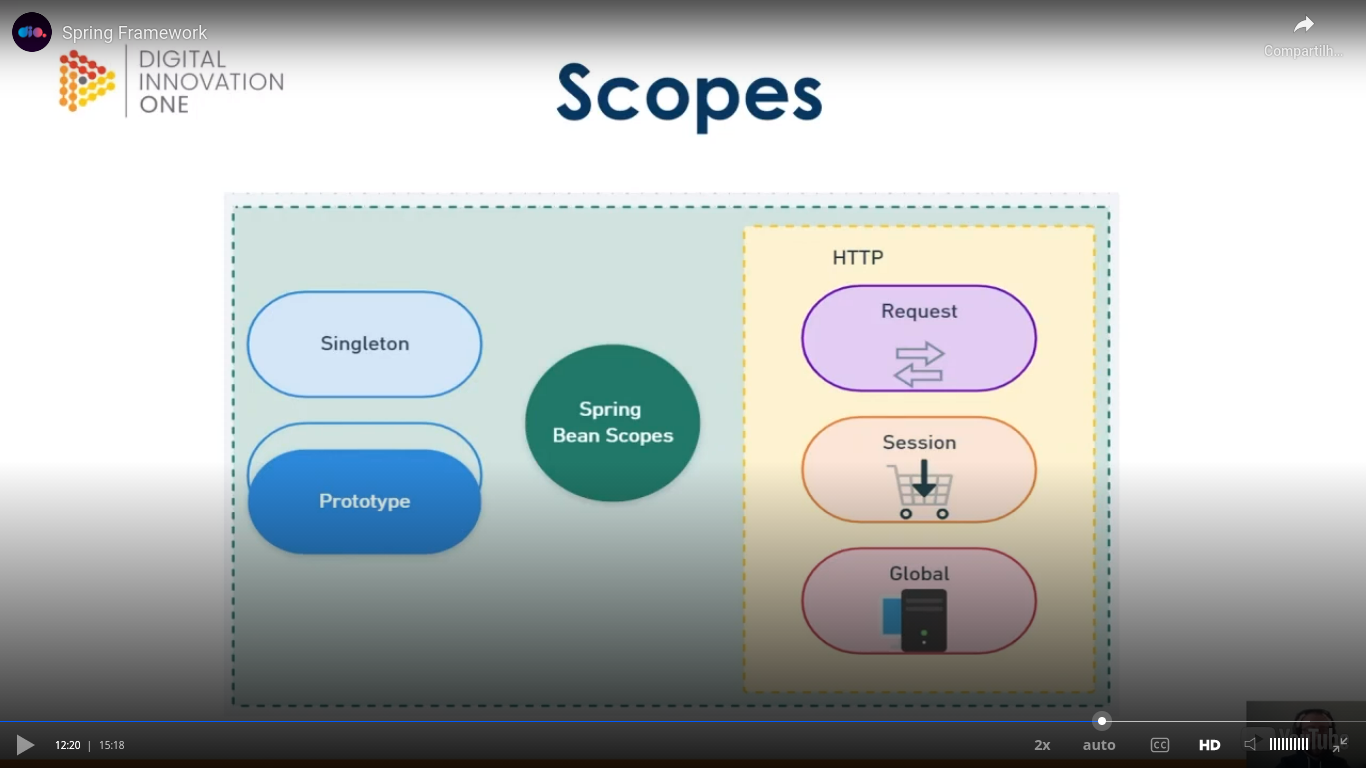 Spring Framework
Compartilh...
DIGITAL
INNOVATION
ONE
Scopes
HTTP
Singleton
Prototype
Spring
Bean Scopes
Request
Session
Global
12:20 | 15:18
2x
auto
CC
HD
YouTube